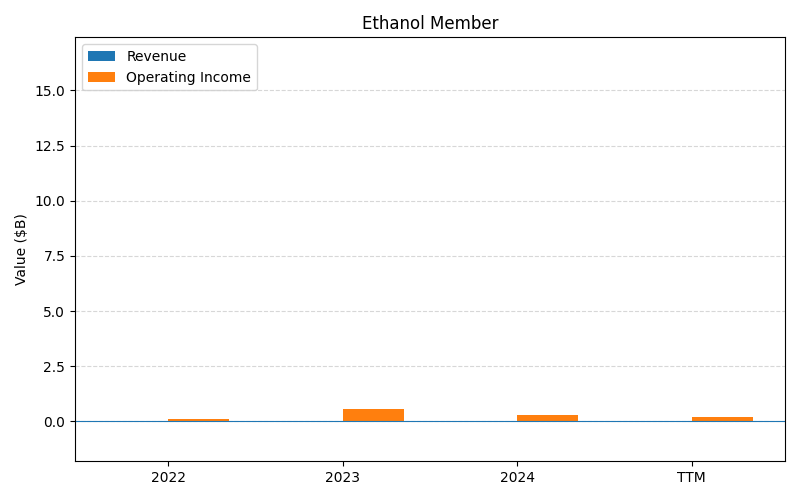 Ethanol Member
Revenue
Operating Income
Value ($B)
15.0
12.5
10.0
7.5
5.0
2.5
0.0
2022
2023
2024
TTM